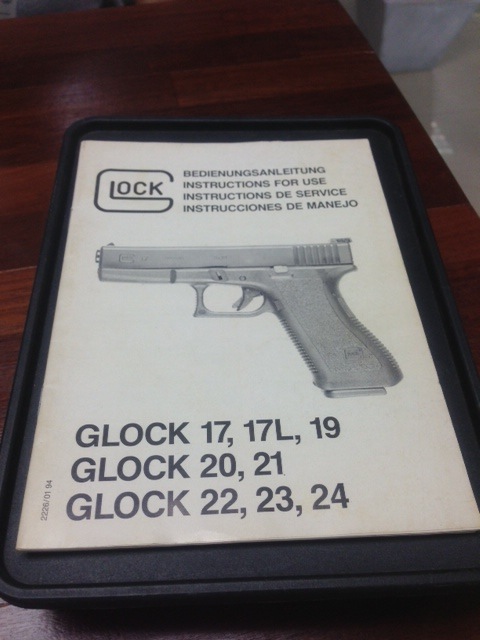 GLOCK
BEDIENUNGSANLEITUNG
INSTRUCTIONS FOR USE
INSTRUCTIONS DE SERVICE
INSTRUCCIONES DE MANEJO
GLOCK 17, 17L, 19
GLOCK 20, 21
GLOCK 22, 23, 24
2226/01 94